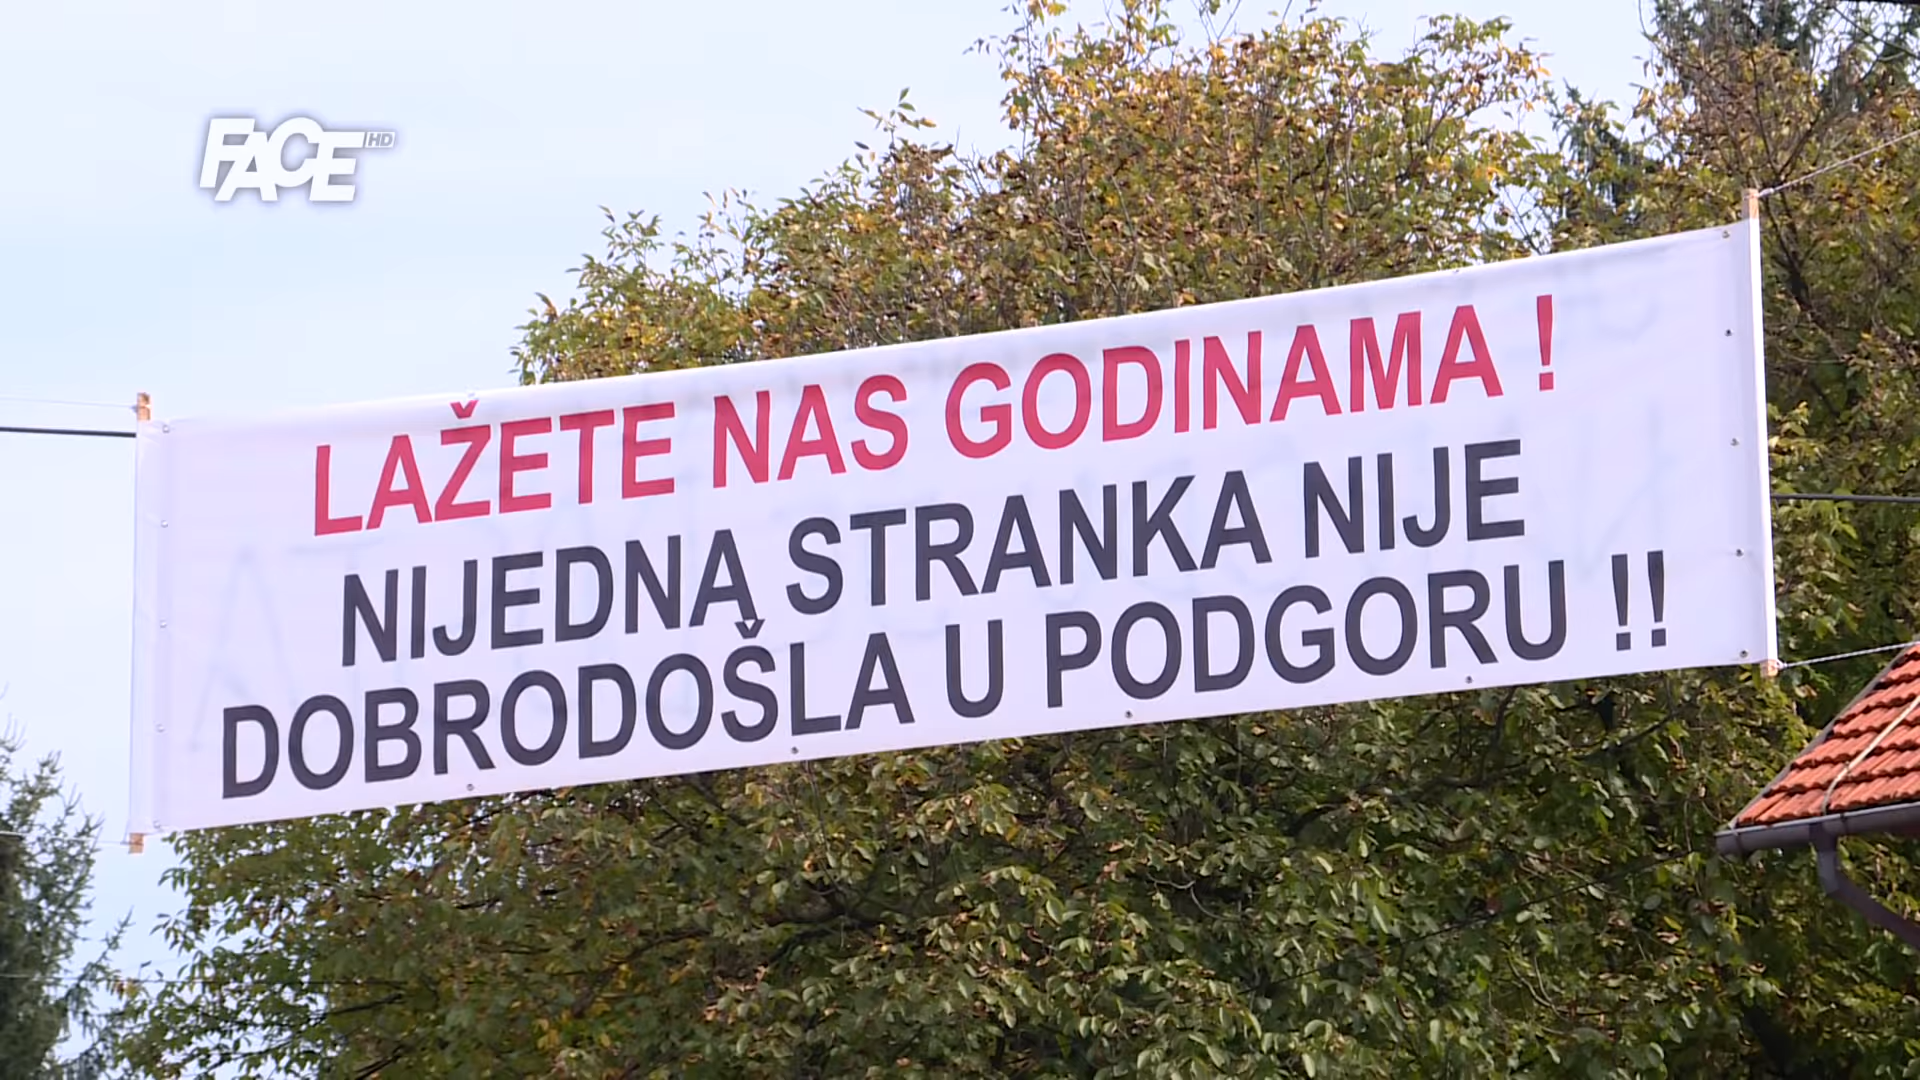 FACE HD
LAŽETE NAS GODINAMA !
NIJEDNA STRANKA NIJE
DOBRODOŠLA U PODGORU !!